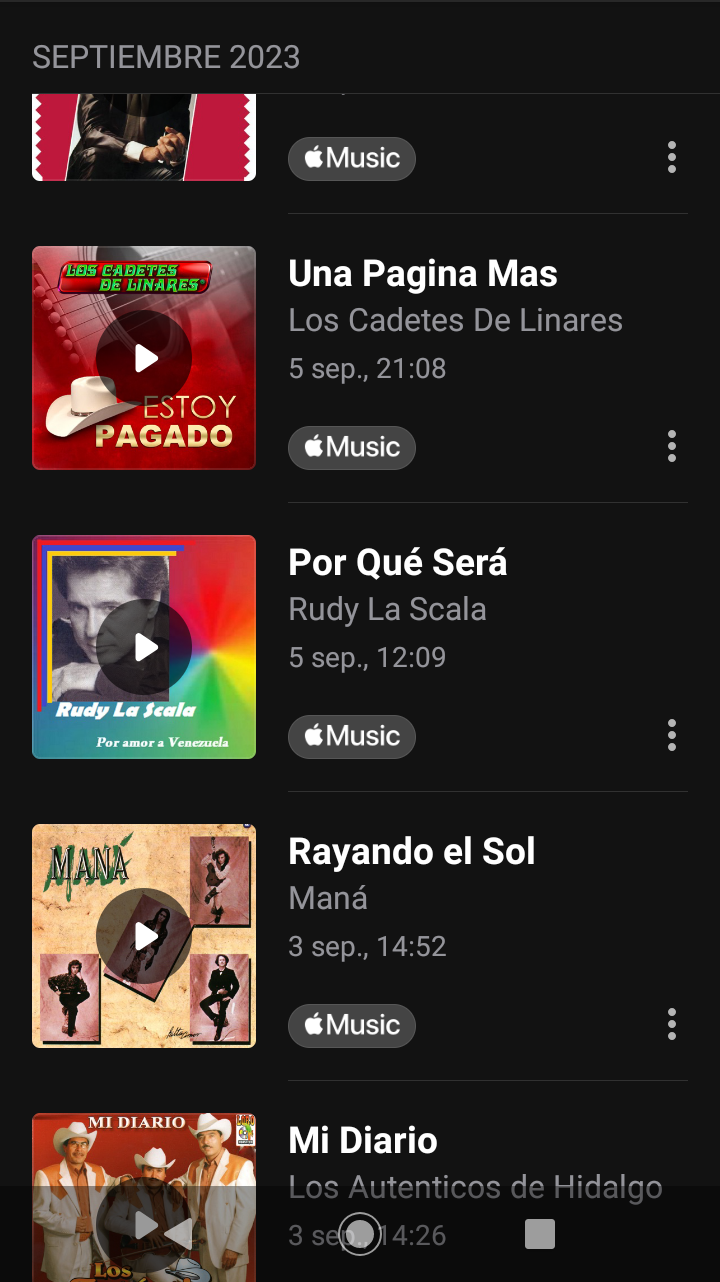 SEPTIEMBRE 2023
Music
LOS CADETES
DE LINARES
ESTOY
PAGADO
Una Pagina Mas
Los Cadetes De Linares
5 sep., 21:08
Music
Rudy La Scala
Por amor a Venezuela
Por Qué Será
Rudy La Scala
5 sep., 12:09
Music
MANÁ
Rayando el Sol
Maná
3 sep., 14:52
Music
MI DIARIO
LOS
Mi Diario
Los Autenticos de Hidalgo
3 sep., 14:26